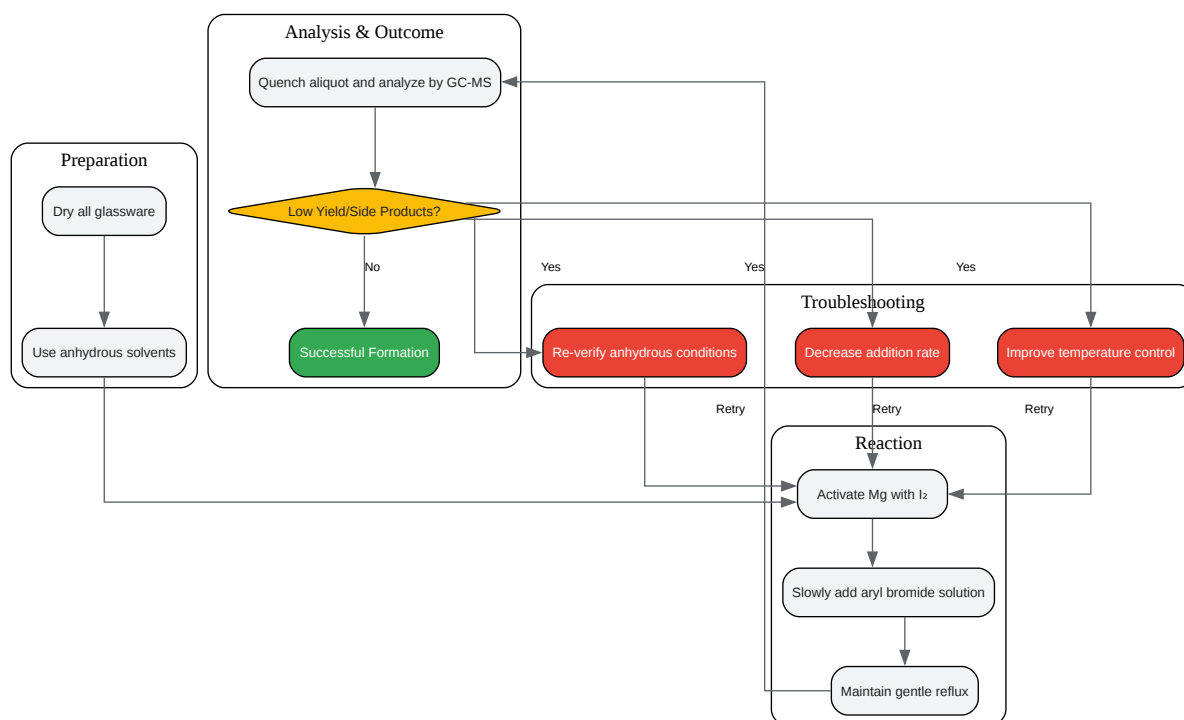 Analysis & Outcome
Quench aliquot and analyze by GC-MS
Preparation
Dry all glassware
Low Yield/Side Products?
No
Yes
Yes
Yes
Troubleshooting
Use anhydrous solvents
Successful Formation
Re-verify anhydrous conditions
Decrease addition rate
Improve temperature control
Retry
Retry
Retry
Reaction
Activate Mg with I₂
Slowly add aryl bromide solution
Maintain gentle reflux